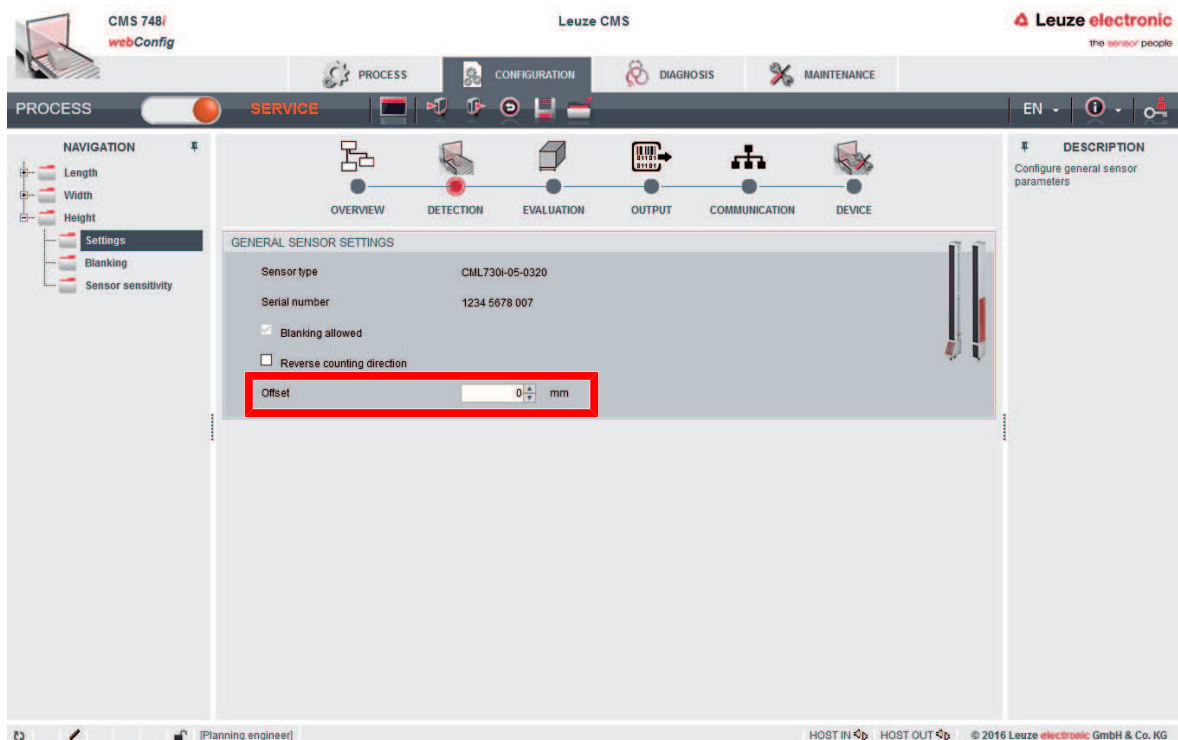 CMS 748i
webConfig
Leuze CMS
Leuze electronic
the sensor people
PROCESS
CONFIGURATION
DIAGNOSIS
MAINTENANCE
PROCESS
SERVICE
EN
NAVIGATION
Length
Width
Height
Settings
Blanking
Sensor sensitivity
OVERVIEW
DETECTION
EVALUATION
OUTPUT
COMMUNICATION
DEVICE
GENERAL SENSOR SETTINGS
Sensor type CML730i-05-0320
Serial number 1234 5678 007
Blanking allowed
Reverse counting direction
Offset 0 mm
DESCRIPTION
Configure general sensor
parameters
[Planning engineer]
HOST IN
HOST OUT
© 2016 Leuze electronic GmbH & Co. KG